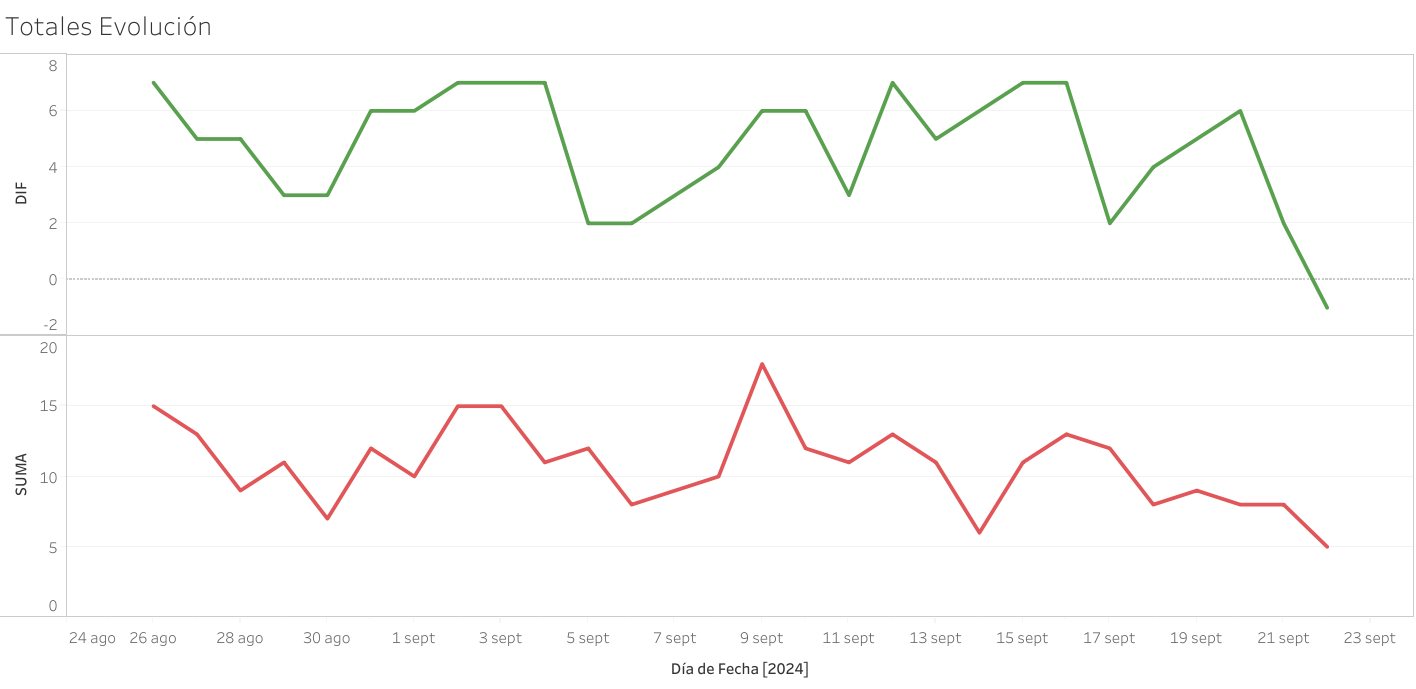 Totales Evolución
8
6
4
2
0
-2
DIF
20
15
10
5
0
SUMA
24 ago 26 ago 28 ago 30 ago 1 sept 3 sept 5 sept 7 sept 9 sept 11 sept 13 sept 15 sept 17 sept 19 sept 21 sept 23 sept
Día de Fecha [2024]